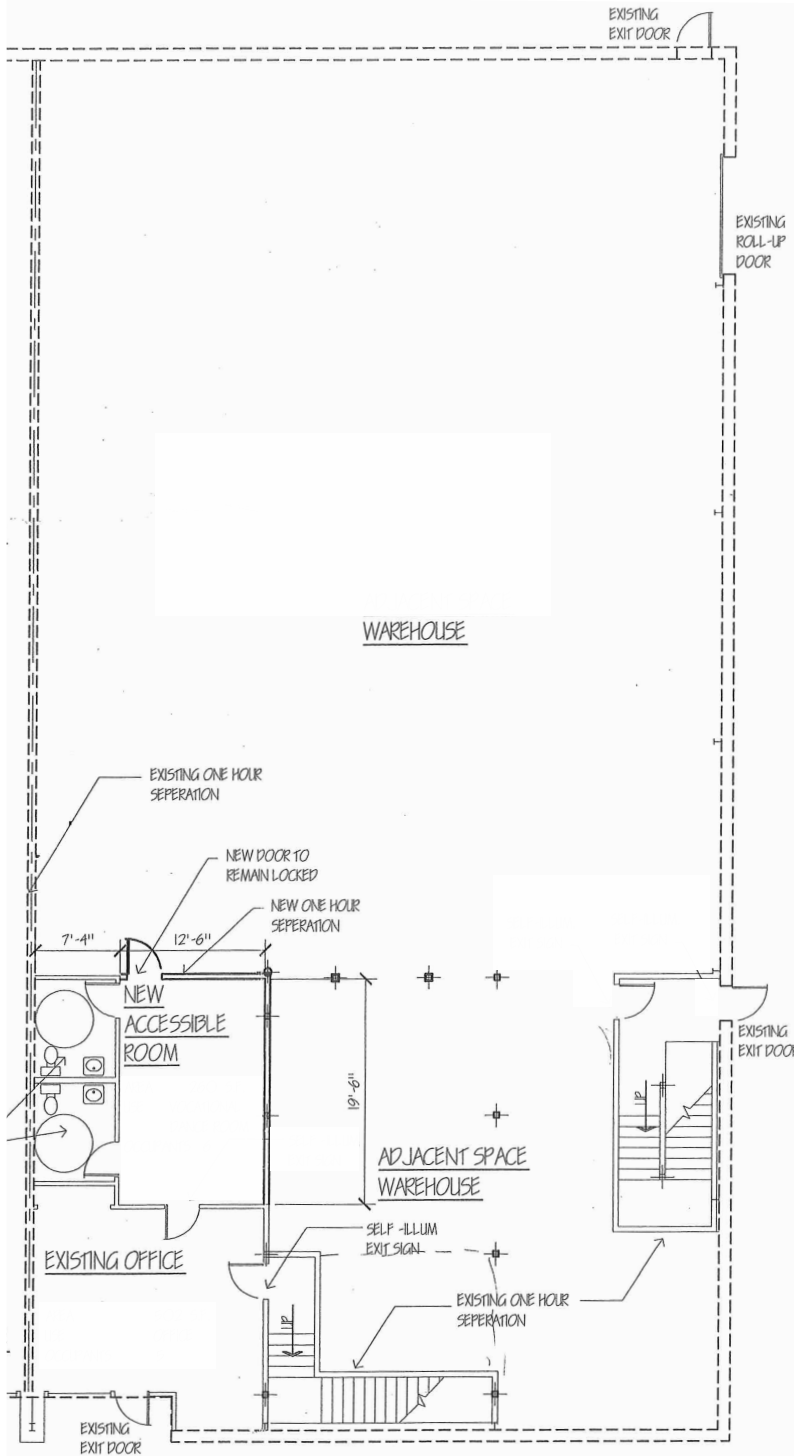 EXISTING
EXIT DOOR
EXISTING
ROLL-UP
DOOR
WAREHOUSE
EXISTING ONE HOUR
SEPERATION
NEW DOOR TO
REMAIN LOCKED
NEW ONE HOUR
SEPERATION
7'-4"
12'-6"
NEW
ACCESSIBLE
ROOM
EXISTING
EXIT DOOR
19'-6"
UP
ADJACENT SPACE
WAREHOUSE
SELF-ILLUM
EXIT SIGN
EXISTING OFFICE
EXISTING ONE HOUR
SEPERATION
UP
EXISTING
EXIT DOOR